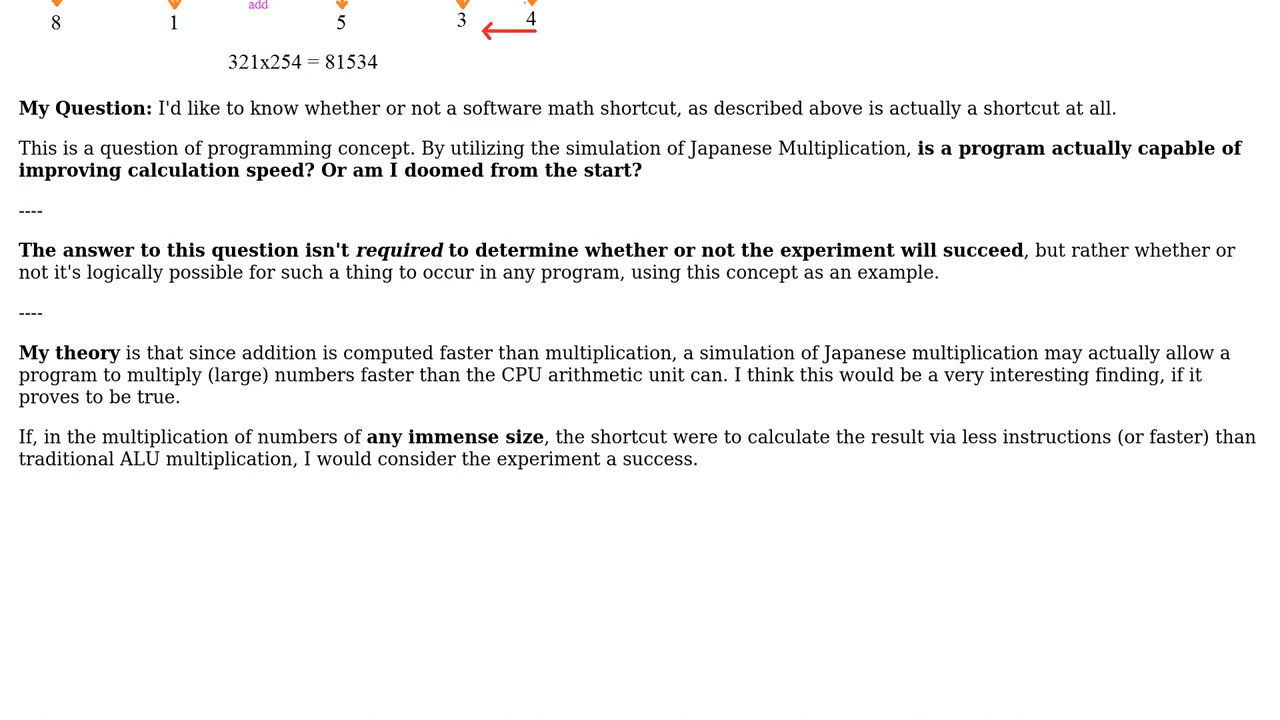 add
8 1 5 3 4
321x254 = 81534
My Question: I'd like to know whether or not a software math shortcut, as described above is actually a shortcut at all.
This is a question of programming concept. By utilizing the simulation of Japanese Multiplication, is a program actually capable of
improving calculation speed? Or am I doomed from the start?
----
The answer to this question isn't required to determine whether or not the experiment will succeed, but rather whether or
not it's logically possible for such a thing to occur in any program, using this concept as an example.
----
My theory is that since addition is computed faster than multiplication, a simulation of Japanese multiplication may actually allow a
program to multiply (large) numbers faster than the CPU arithmetic unit can. I think this would be a very interesting finding, if it
proves to be true.
If, in the multiplication of numbers of any immense size, the shortcut were to calculate the result via less instructions (or faster) than
traditional ALU multiplication, I would consider the experiment a success.